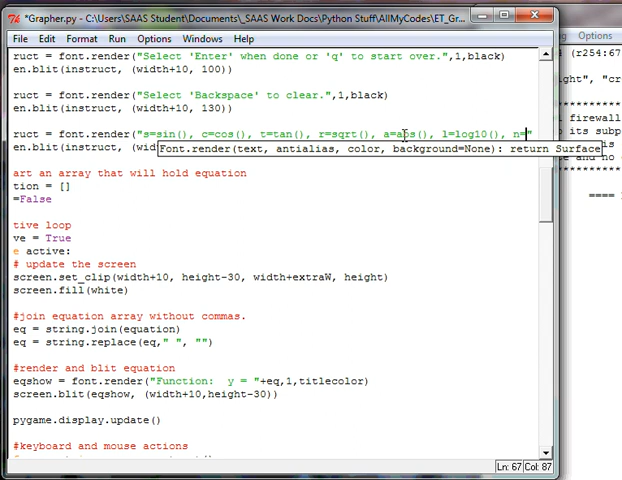 *Grapher.py - C:\Users\SAAS Student\Documents\_SAAS Work Docs\Python Stuff\AllMyCodes\ET_Gr...
File Edit Format Run Options Windows Help
ruct = font.render("Select 'Enter' when done or 'q' to start over.",1,black)
en.blit(instruct, (width+10, 100))
ruct = font.render("Select 'Backspace' to clear.",1,black)
en.blit(instruct, (width+10, 130))
ruct = font.render("s=sin(), c=cos(), t=tan(), r=sqrt(), a=abs(), l=log10(), n="
en.blit(instruct, (wid
Font.render(text, antialias, color, background=None): return Surface
art an array that will hold equation
tion = []
=False
tive loop
ve = True
e active:
# update the screen
screen.set_clip(width+10, height-30, width+extraW, height)
screen.fill(white)
#join equation array without commas.
eq = string.join(equation)
eq = string.replace(eq," ", "")
#render and blit equation
eqshow = font.render("Function:  y = "+eq,1,titlecolor)
screen.blit(eqshow, (width+10,height-30))
pygame.display.update()
#keyboard and mouse actions
Ln: 67 Col: 87
(r254:67
Options
ight", "c
firewall
o its subp
is
te and no
====